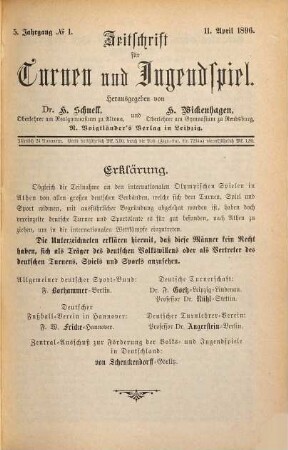 5. Jahrgang № 1.
11. April 1896.
Zeitschrift
für
Turnen und Jugendspiel.
Herausgegeben von
Dr. H. Schnell,
Oberlehrer am Realgymnasium zu Altona,
und
H. Wickenhagen,
Oberlehrer am Gymnasium zu Rendsburg.
R. Voigtländer's Verlag in Leipzig.
Erklärung.
Obgleich die Teilnahme an den internationalen Olympischen Spielen in
Athen von allen großen deutschen Verbänden, welche Turnen, Spiel und Sport
als solchen, mit ausführlicher Begründung abgelehnt worden ist, haben
doch einzelne deutsche Turner und Sportsleute es für gut befunden, nach Athen zu
gehen, um in die internationalen Wettkämpfe einzutreten.
Die Unterzeichneten erklären hiermit, daß diese Männer kein Recht
haben, sich als Träger des deutschen Volkswillens oder als Vertreter des
deutschen Turnens, Spiels und Sports anzusehen.
Allgemeiner deutscher Sport-Bund:
F. Borhammer-Berlin.
Deutsche Turnerschaft:
Dr. F. Goetz-Leipzig-Lindenau.
Professor Dr. Rühl-Stettin.
Deutscher
Fußball-Verein in Hannover:
F. W. Fricke-Hannover.
Deutscher Turnlehrer-Verein:
Professor Dr. Angerstein-Berlin.
Zentral-Ausschuß zur Förderung der Volks- und Jugendspiele
in Deutschland:
von Schenckendorff-Görlitz.